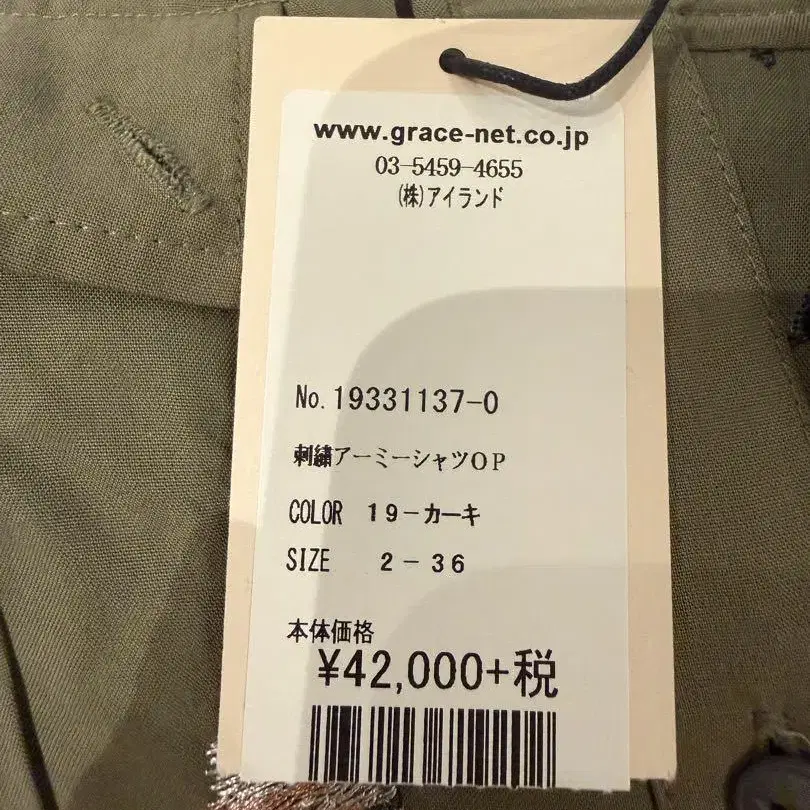 www.grace-net.co.jp
03-5459-4655
(株)アイランド
No. 19331137-0
刺繍アーミーシャツOP
COLOR 19-カーキ
SIZE 2-36
本体価格
¥42,000+税